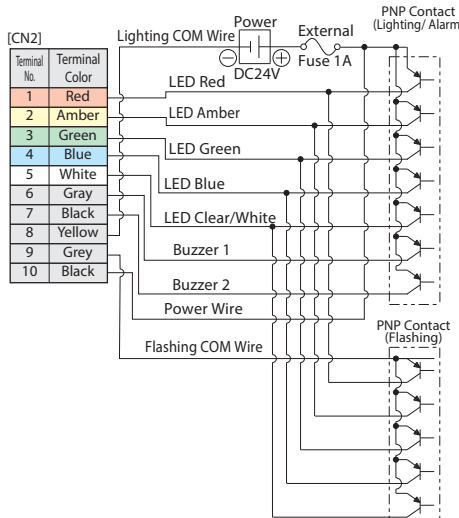 PNP Contact
(Lighting/ Alarm
Power
External
Fuse 1A
Lighting COM Wire
DC24V
[CN2]
Terminal No. Terminal Color
1 Red
2 Amber
3 Green
4 Blue
5 White
6 Gray
7 Black
8 Yellow
9 Grey
10 Black
LED Red
LED Amber
LED Green
LED Blue
LED Clear/White
Buzzer 1
Buzzer 2
Power Wire
Flashing COM Wire
PNP Contact
(Flashing)